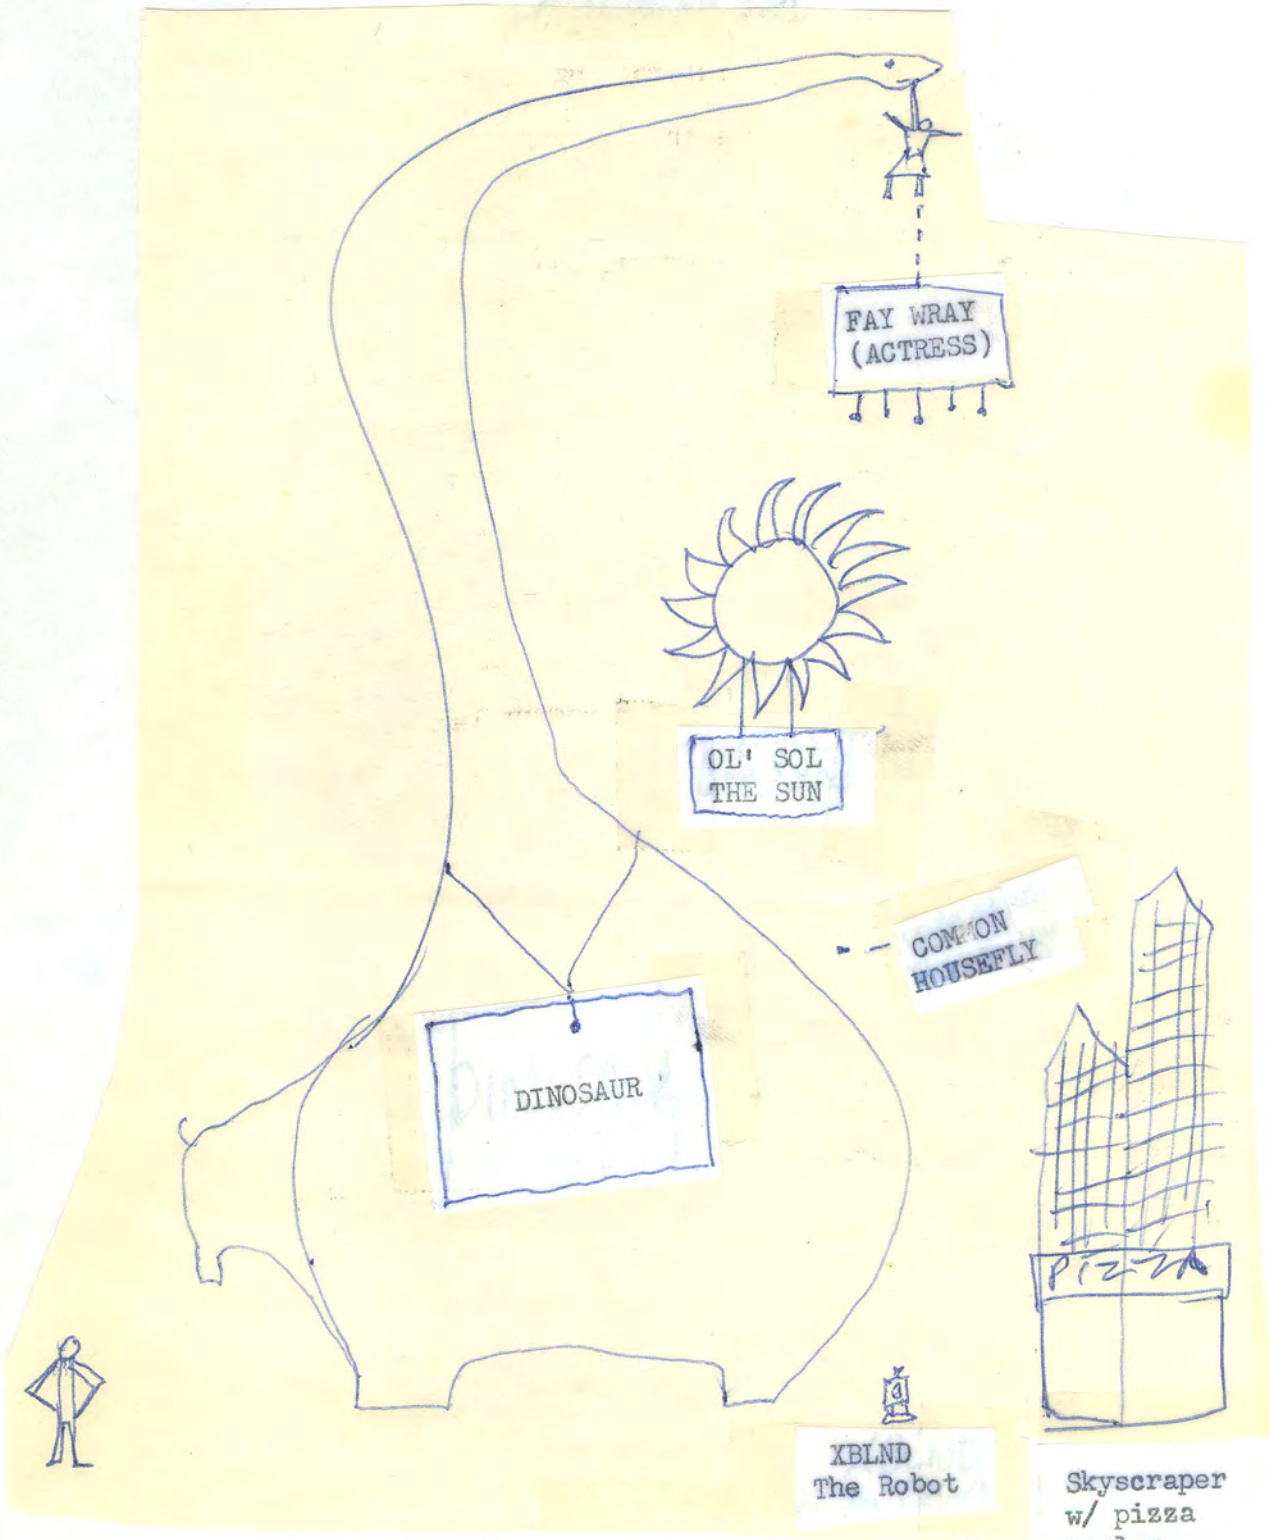 FAY WRAY
(ACTRESS)
OL' SOL
THE SUN
COMMON
HOUSEFLY
DINOSAUR
PIZZA
XBLND
The Robot
Skyscraper
w/ pizza